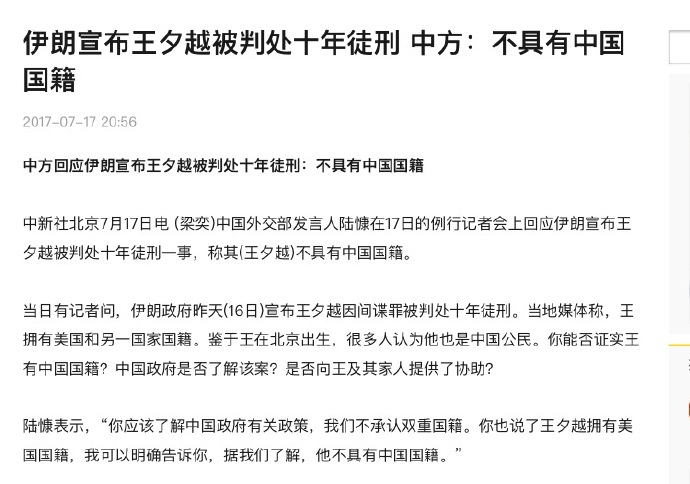 伊朗宣布王夕越被判处十年徒刑 中方：不具有中国
国籍
2017-07-17 20:56
中方回应伊朗宣布王夕越被判处十年徒刑：不具有中国国籍
中新社北京7月17日电 (梁奕)中国外交部发言人陆慷在17日的例行记者会上回应伊朗宣布王
夕越被判处十年徒刑一事，称其(王夕越)不具有中国国籍。
当日有记者问，伊朗政府昨天(16日)宣布王夕越因间谍罪被判处十年徒刑。当地媒体称，王
拥有美国和另一国家国籍。鉴于王在北京出生，很多人认为他也是中国公民。你能否证实王
有中国国籍？中国政府是否了解该案？是否向王及其家人提供了协助？
陆慷表示，“你应该了解中国政府有关政策，我们不承认双重国籍。你也说了王夕越拥有美
国国籍，我可以明确告诉你，据我们了解，他不具有中国国籍。”